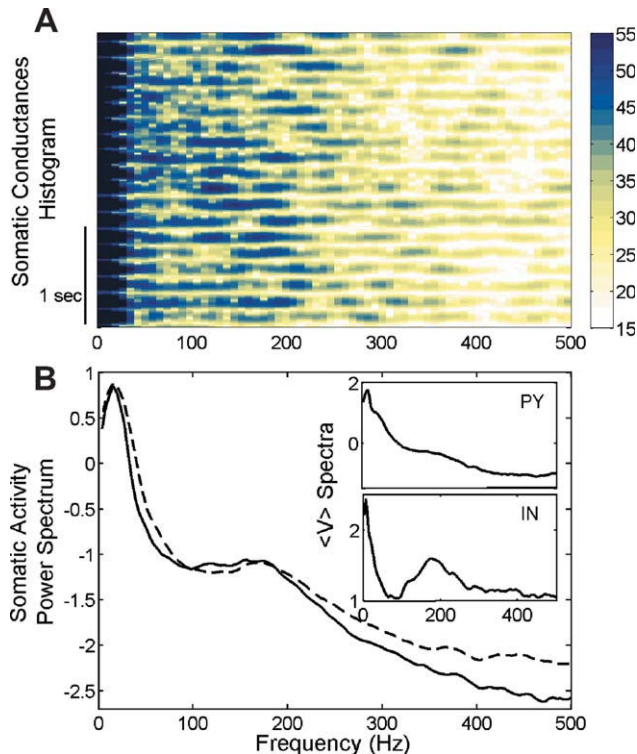 A
Somatic Conductances
Histogram
1 sec
0 100 200 300 400 500
55
50
45
40
35
30
25
20
15
B
Somatic Activity
Power Spectrum
1
0.5
0
-0.5
-1
-1.5
-2
-2.5
0 100 200 300 400 500
Frequency (Hz)
<V> Spectra
2
0
PY
2
1
IN
0 200 400